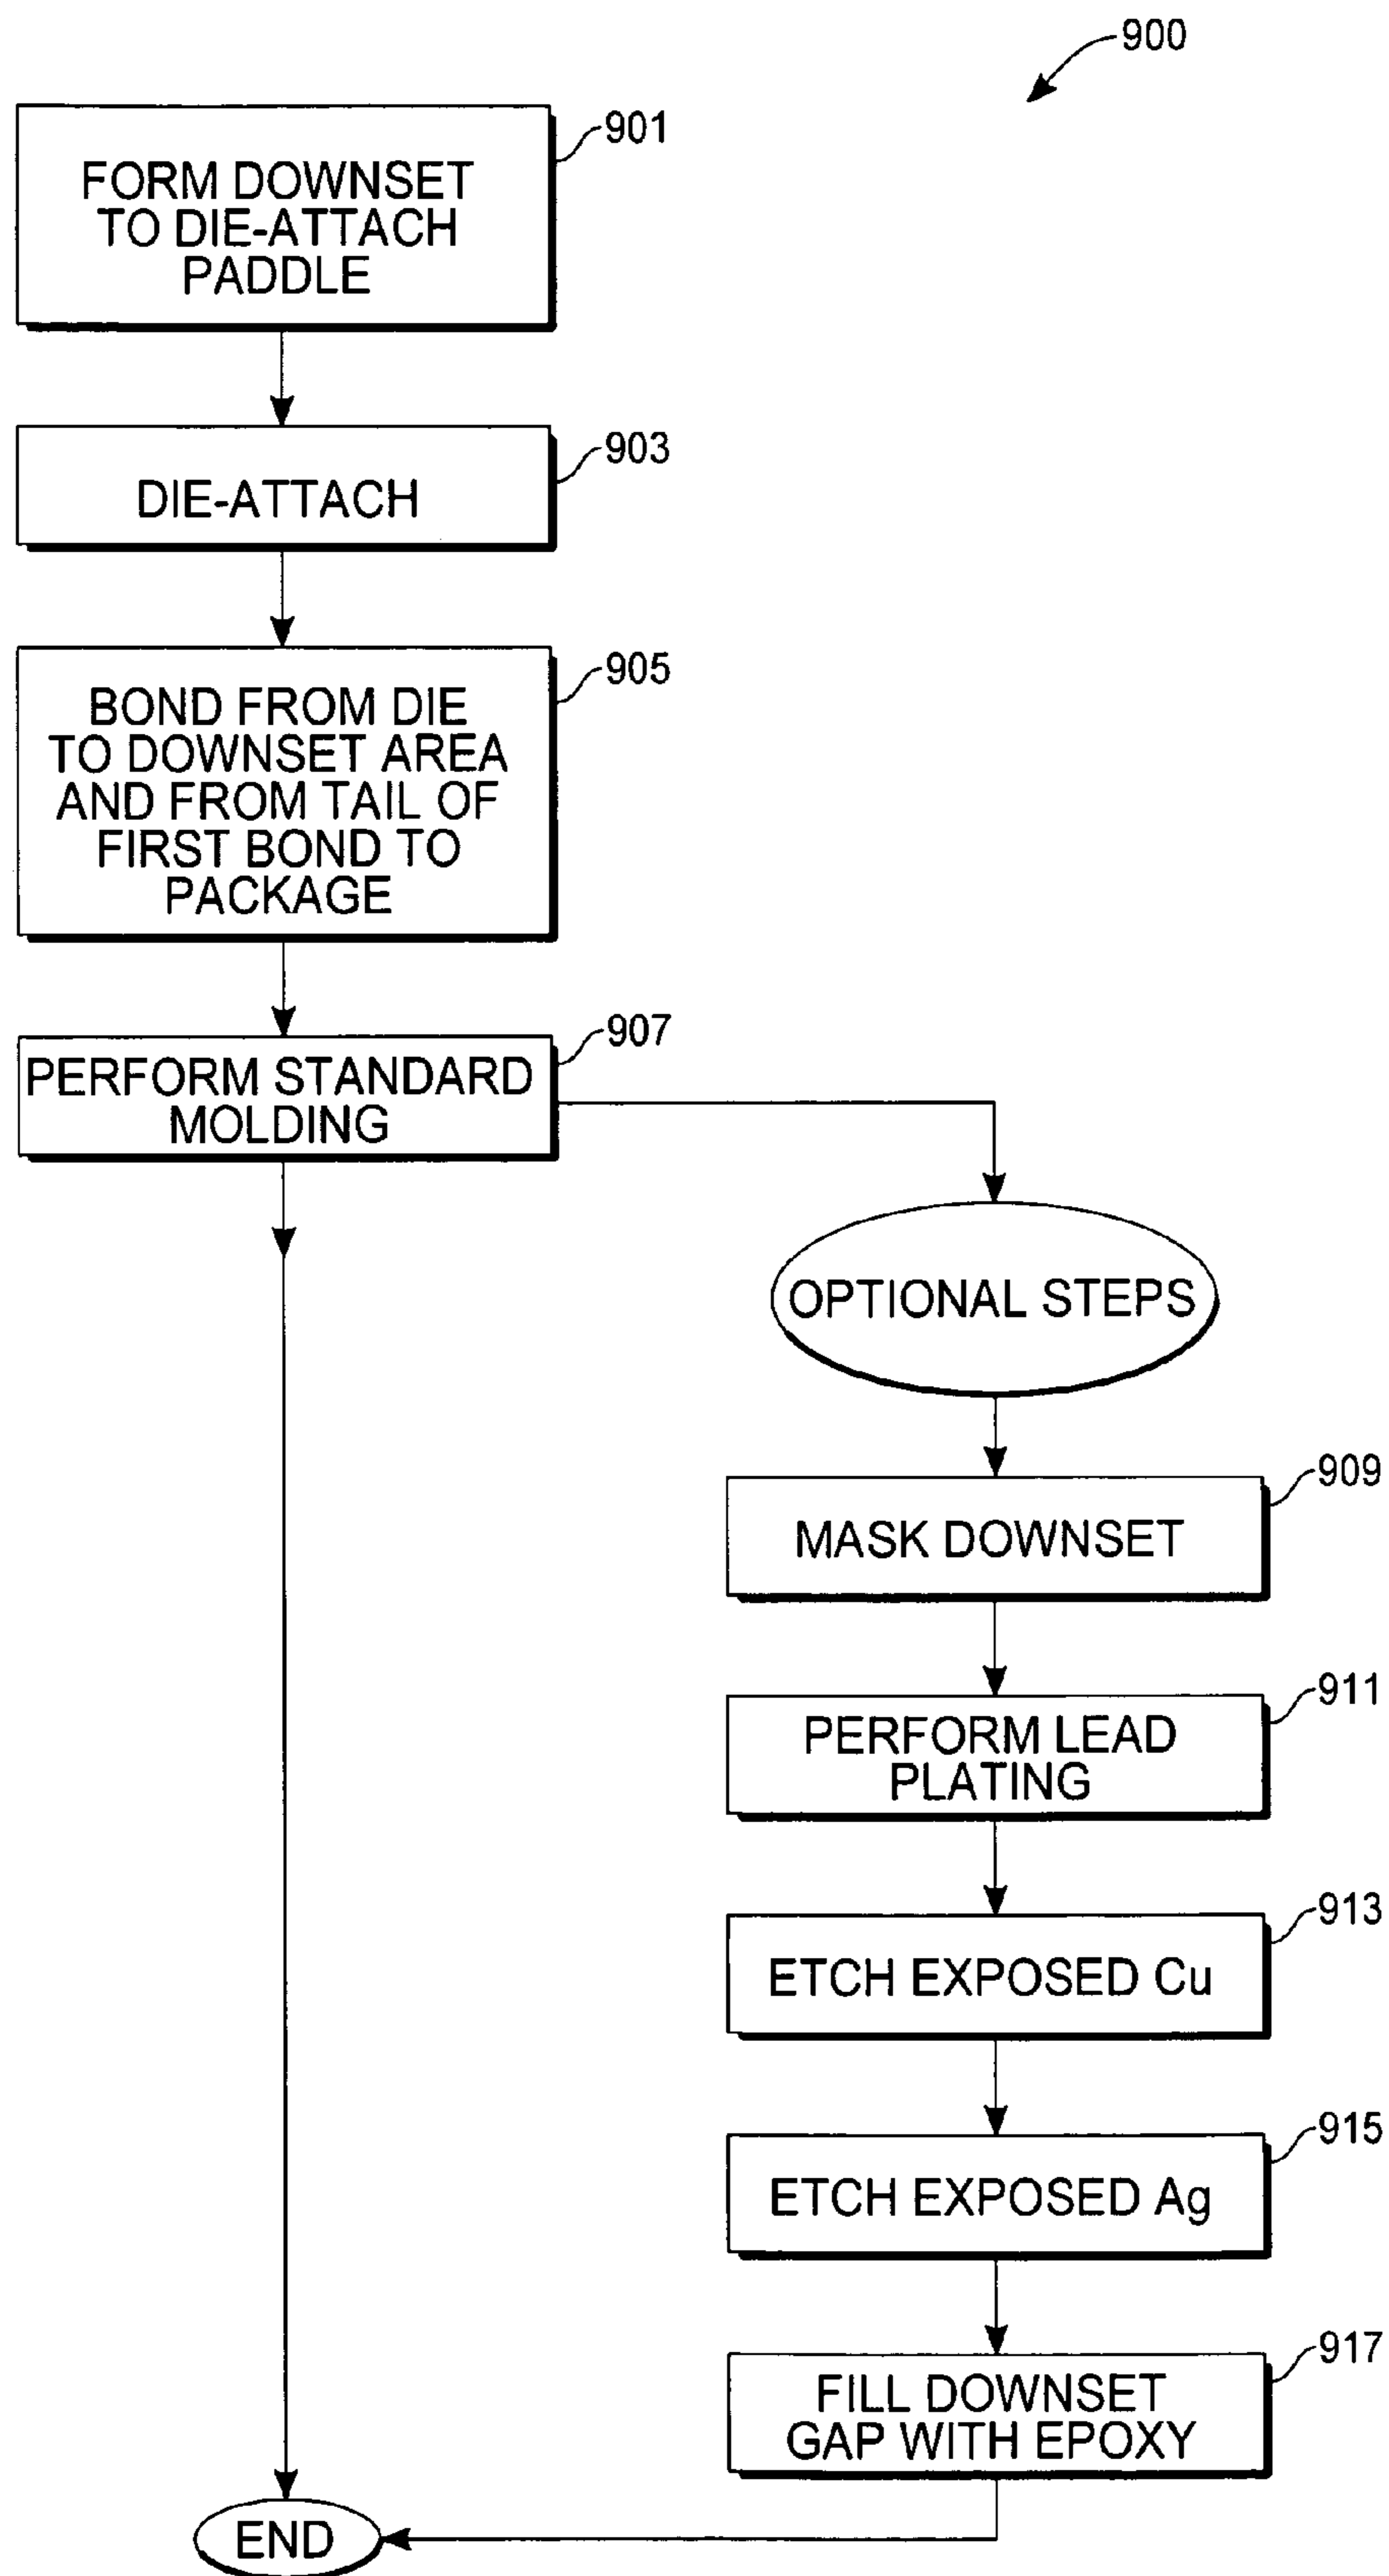 900
901
FORM DOWNSET
TO DIE-ATTACH
PADDLE
903
DIE-ATTACH
905
BOND FROM DIE
TO DOWNSET AREA
AND FROM TAIL OF
FIRST BOND TO
PACKAGE
907
PERFORM STANDARD
MOLDING
OPTIONAL STEPS
909
MASK DOWNSET
911
PERFORM LEAD
PLATING
913
ETCH EXPOSED Cu
915
ETCH EXPOSED Ag
917
FILL DOWNSET
GAP WITH EPOXY
END